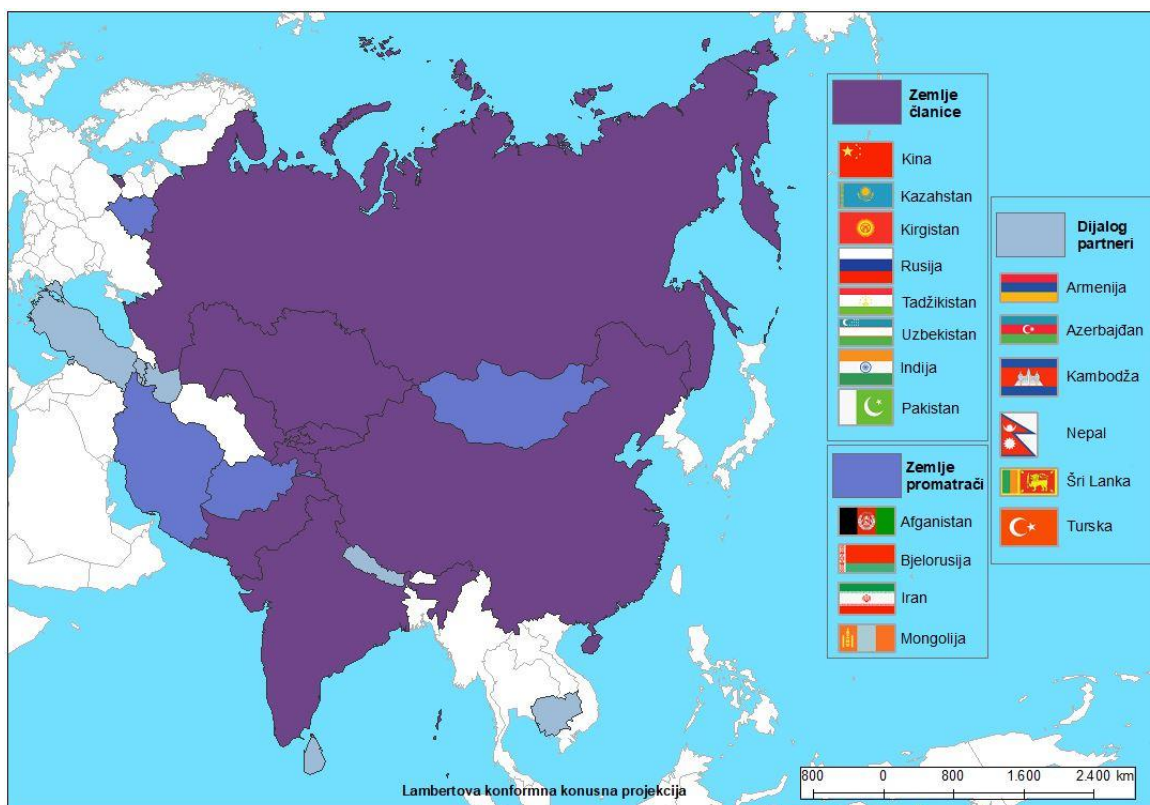 Zemlje
članice
Kina
Kazahstan
Kirgistan
Rusija
Tadžikistan
Uzbekistan
Indija
Pakistan
Zemlje
promatrači
Afganistan
Bjelorusija
Iran
Mongolija
Dijalog
partneri
Armenija
Azerbajđan
Kambodža
Nepal
Šri Lanka
Turska
Lambertova konformna konusna projekcija
800 0 800 1.600 2.400 km